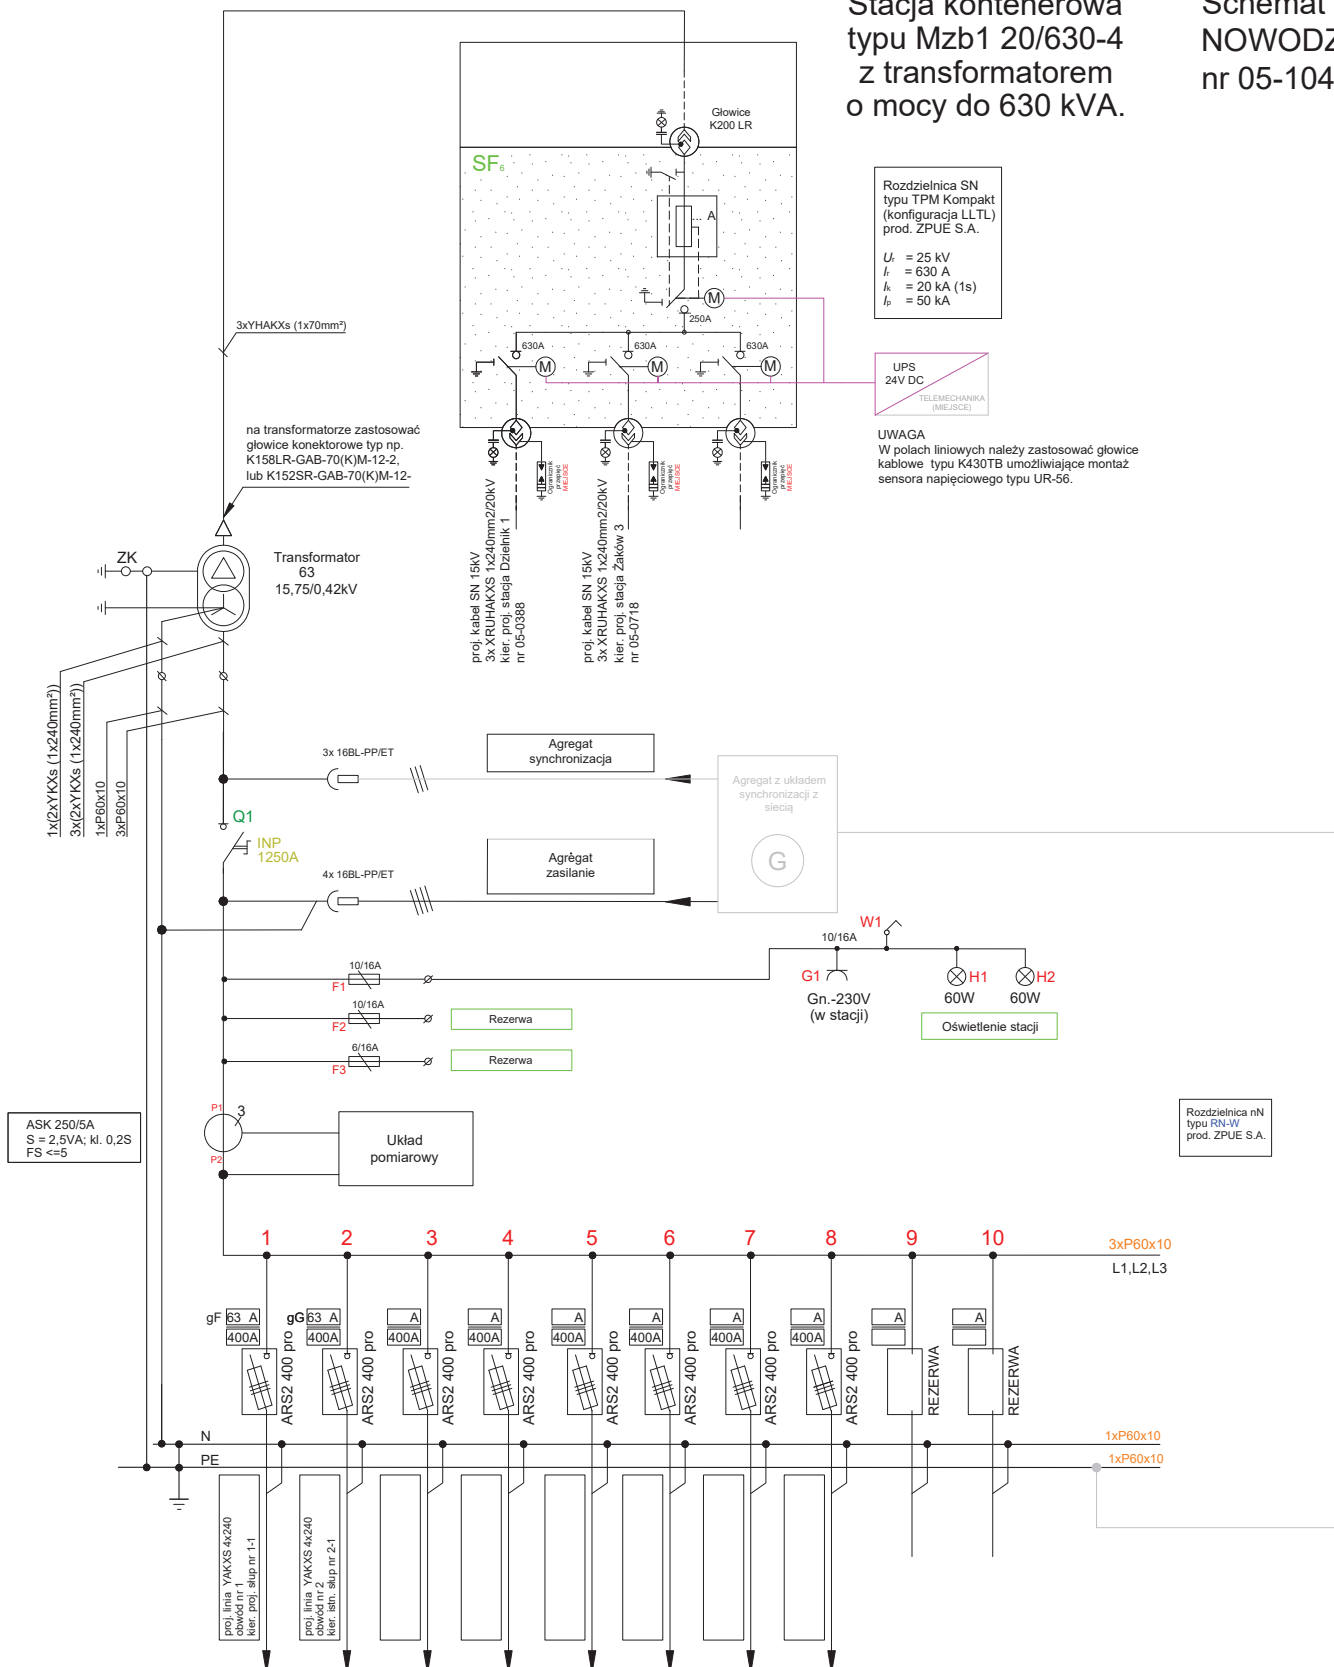 Stacja kontenerowa
typu Mzb1 20/630-4
z transformatorem
o mocy do 630 kVA.
Schemat
NOWODZ
nr 05-104
Głowice
K200 LR
SF6
... A
M
250A
Rozdzielnica SN
typu TPM Kompakt
(konfiguracja LLTL)
prod. ZPUE S.A.
Ur = 25 kV
Ir = 630 A
Ik = 20 kA (1s)
Ip = 50 kA
3xYHAKXs (1x70mm²)
630A
M
630A
M
630A
M
UPS
24V DC
TELEMECHANIKA
(MIEJSCE)
UWAGA
W polach liniowych należy zastosować głowice
kablowe typu K430TB umożliwiające montaż
sensora napięciowego typu UR-56.
na transformatorze zastosować
głowice konektorowe typ np.
K158LR-GAB-70(K)M-12-2,
lub K152SR-GAB-70(K)M-12-
Ogranicznik
przepięć
MIEJSCE
Ogranicznik
przepięć
MIEJSCE
Ogranicznik
przepięć
MIEJSCE
proj. kabel SN 15kV
3x XRUHAKXS 1x240mm2/20kV
kier. proj. stacja Dzielnik 1
nr 05-0388
proj. kabel SN 15kV
3x XRUHAKXS 1x240mm2/20kV
kier. proj. stacja Żaków 3
nr 05-0718
ZK
Transformator
63
15,75/0,42kV
1x(2xYKXs (1x240mm²))
3x(2xYKXs (1x240mm²))
1xP60x10
3xP60x10
3x 16BL-PP/ET
Agregat
synchronizacja
Agregat z układem
synchronizacji z
siecią
G
Q1
INP
1250A
4x 16BL-PP/ET
Agregat
zasilanie
W1
10/16A
G1
Gn.-230V
(w stacji)
H1
60W
H2
60W
Oświetlenie stacji
10/16A
F1
10/16A
F2
Rezerwa
6/16A
F3
Rezerwa
ASK 250/5A
S = 2,5VA; kl. 0,2S
FS <=5
P1
3
P2
Układ
pomiarowy
Rozdzielnica nN
typu RN-W
prod. ZPUE S.A.
1 2 3 4 5 6 7 8 9 10
3xP60x10
L1,L2,L3
gF 63 A
400A
ARS2 400 pro
gG 63 A
400A
ARS2 400 pro
A
400A
ARS2 400 pro
A
400A
ARS2 400 pro
A
400A
ARS2 400 pro
A
400A
ARS2 400 pro
A
400A
ARS2 400 pro
A
400A
ARS2 400 pro
A
REZERWA
A
REZERWA
N
1xP60x10
PE
1xP60x10
proj. linia YAKXS 4x240
obwód nr 1
kier. proj. słup nr 1-1
proj. linia YAKXS 4x240
obwód nr 2
kier. istn. słup nr 2-1